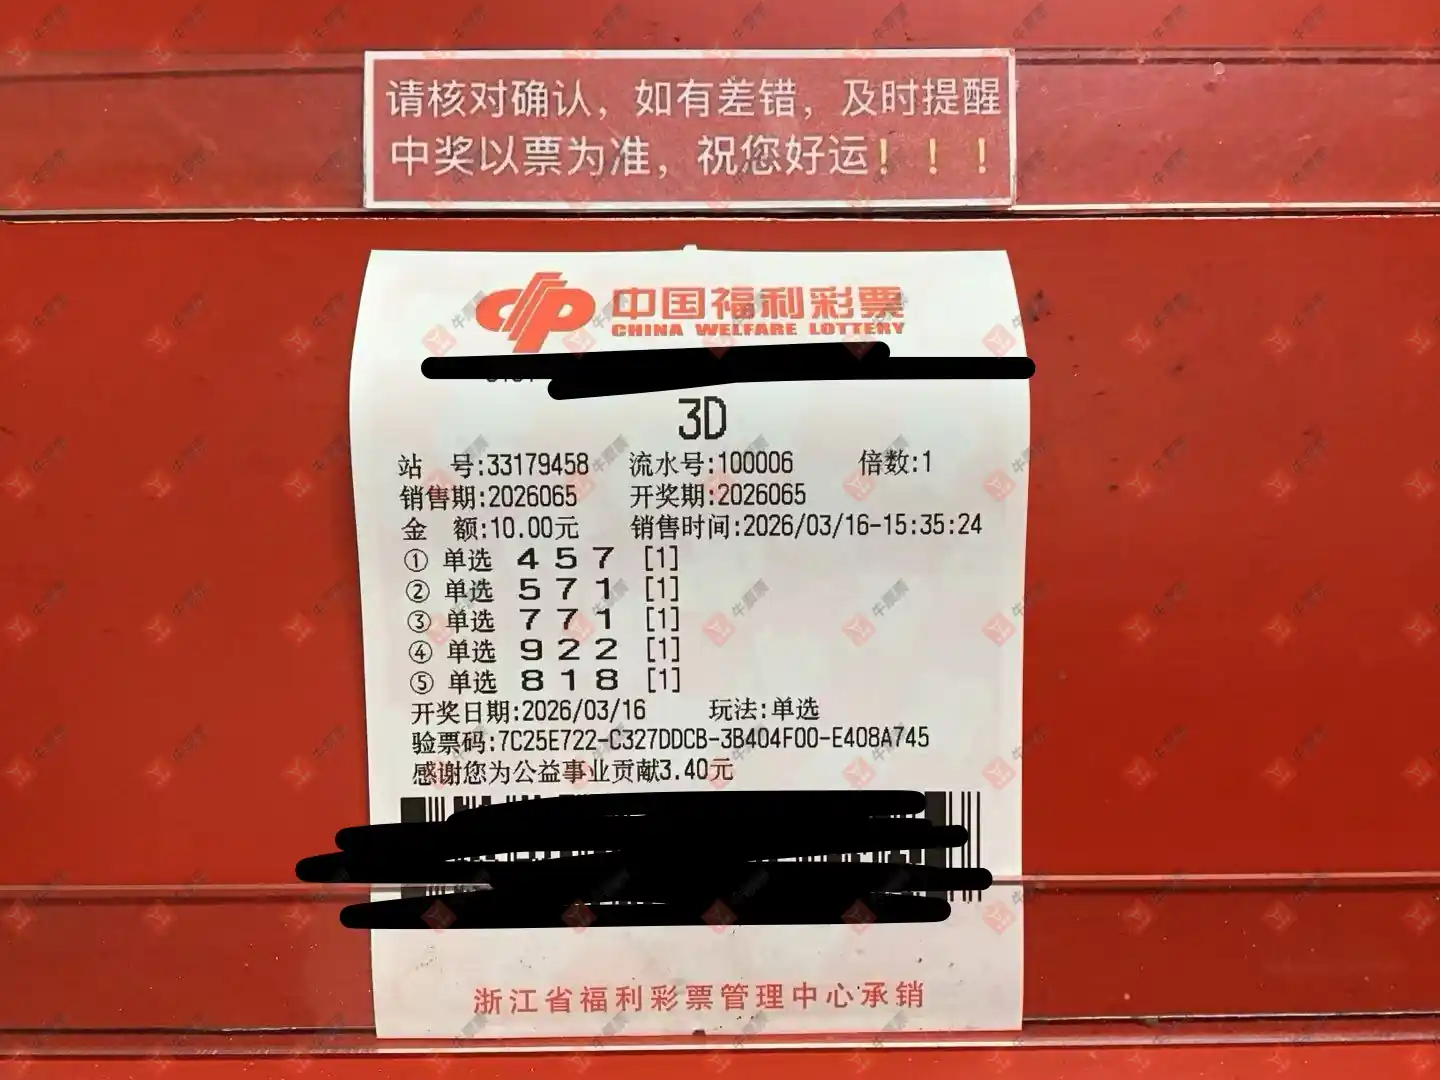 请核对确认，如有差错，及时提醒
中奖以票为准，祝您好运！！！
中国福利彩票
CHINA WELFARE LOTTERY
3D
站 号:33179458 流水号:100006 倍数:1
销售期:2026065 开奖期:2026065
金 额:10.00元 销售时间:2026/03/16-15:35:24
① 单选 4 5 7 [1]
② 单选 5 7 1 [1]
③ 单选 7 7 1 [1]
④ 单选 9 2 2 [1]
⑤ 单选 8 1 8 [1]
开奖日期:2026/03/16 玩法:单选
验票码:7C25E722-C327DDCB-3B404F00-E408A745
感谢您为公益事业贡献3.40元
浙江省福利彩票管理中心承销